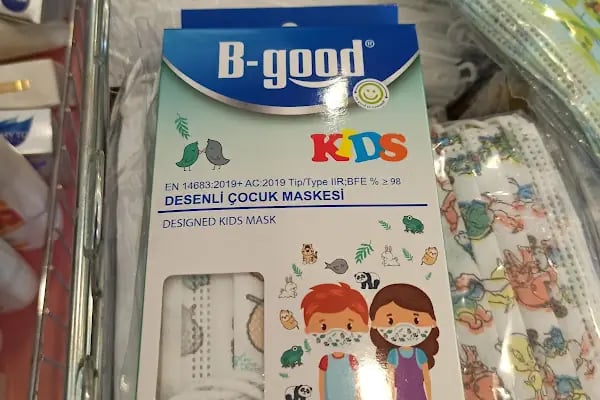 B-good®
KiDS
EN 14683:2019+ AC:2019 Tip/Type IIR;BFE % ≥ 98
DESENLİ ÇOCUK MASKESİ
DESIGNED KIDS MASK